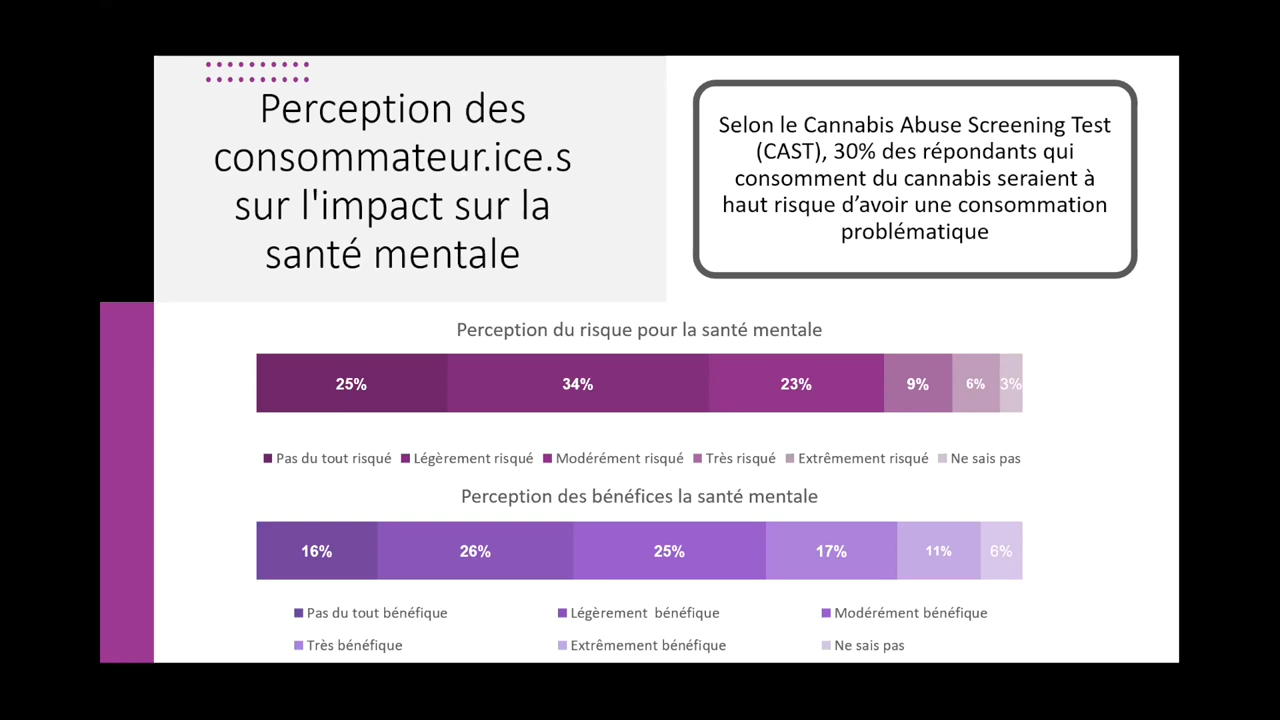 Perception des
consommateur.ice.s
sur l'impact sur la
santé mentale
Selon le Cannabis Abuse Screening Test
(CAST), 30% des répondants qui
consomment du cannabis seraient à
haut risque d’avoir une consommation
problématique
Perception du risque pour la santé mentale
25% 34% 23% 9% 6% 3%
Pas du tout risqué Légèrement risqué Modérément risqué Très risqué Extrêmement risqué Ne sais pas
Perception des bénéfices la santé mentale
16% 26% 25% 17% 11% 6%
Pas du tout bénéfique Légèrement bénéfique Modérément bénéfique
Très bénéfique Extrêmement bénéfique Ne sais pas